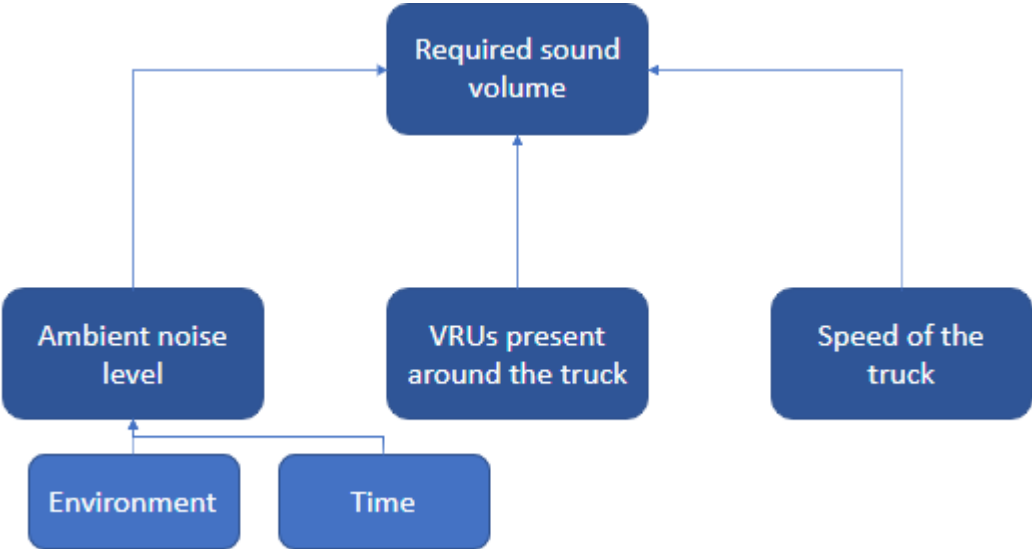 Required sound
volume
Ambient noise
level
VRUs present
around the truck
Speed of the
truck
Environment
Time